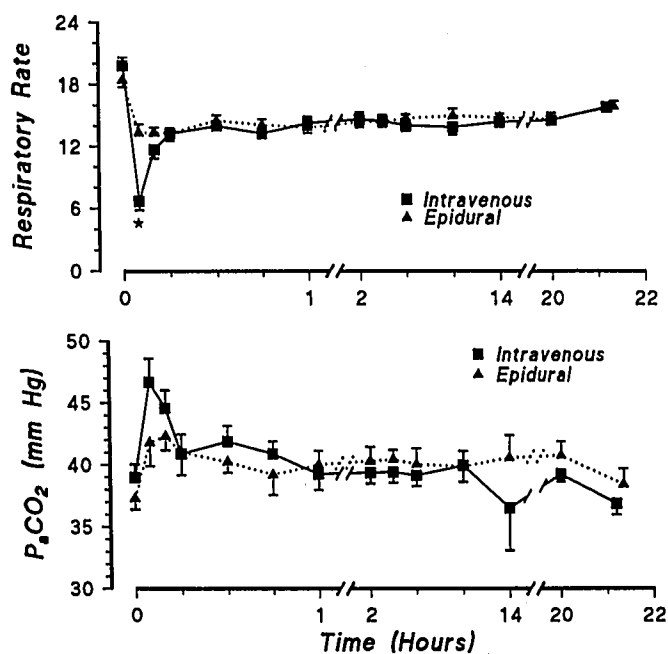 24
18
12
6
0
Respiratory Rate
*
Intravenous
Epidural
0 1 2 14 20 22
50
45
40
35
30
PaCO2 (mm Hg)
Intravenous
Epidural
0 1 2 14 20 22
Time (Hours)